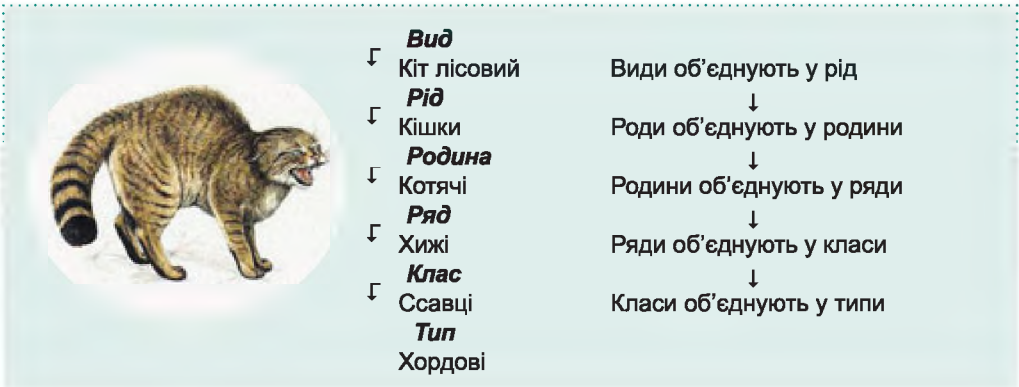 Вид
Кіт лісовий
Рід
Кішки
Родина
Котячі
Ряд
Хижі
Клас
Ссавці
Тип
Хордові
Види об’єднують у рід
Роди об’єднують у родини
Родини об’єднують у ряди
Ряди об’єднують у класи
Класи об’єднують у типи